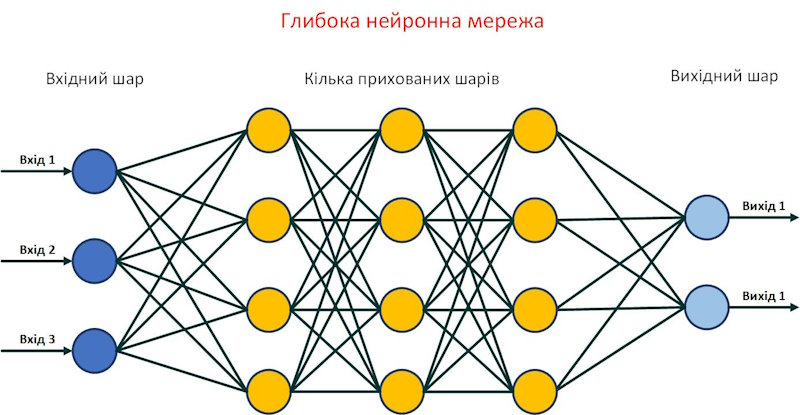 Глибока нейронна мережа
Вхідний шар
Кілька прихованих шарів
Вихідний шар
Вхід 1
Вхід 2
Вхід 3
Вихід 1
Вихід 1